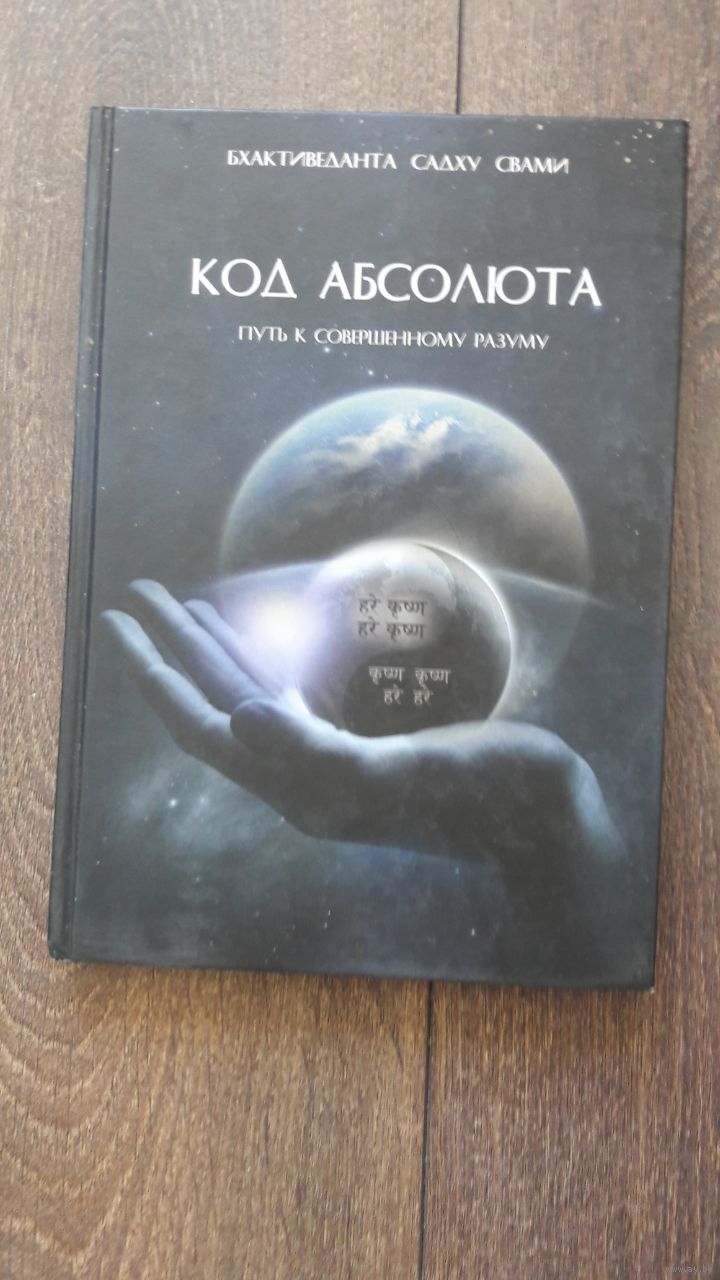 БХАКТИВЕДАНТА САДХУ СВАМИ
КОД АБСОЛЮТА
ПУТЬ К СОВЕРШЕННОМУ РАЗУМУ
हरे कृष्ण
हरे कृष्ण
कृष्ण कृष्ण
हरे हरे